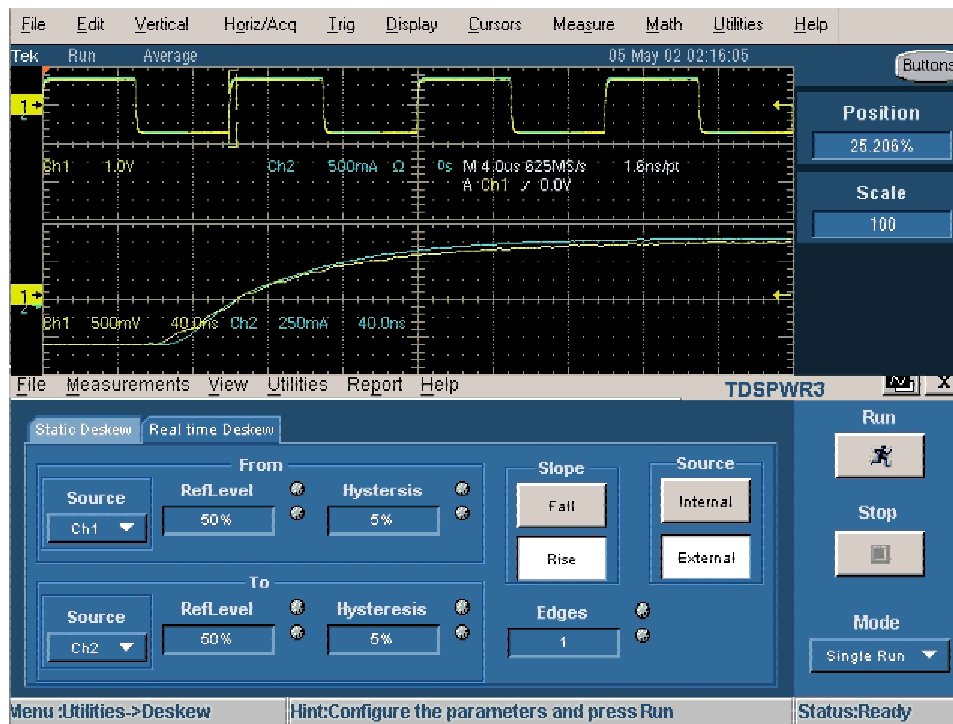 File Edit Vertical Horiz/Acq Trig Display Cursors Measure Math Utilities Help
Tek Run Average 05 May 02 02:16:05
Buttons
Position
25.206%
Scale
100
1
2
Ch1 1.0V Ch2 500mA Ω 0s M 4.0us 625MS/s 1.6ns/pt
A Ch1 / 0.0V
1
2
Ch1 500mV 40.0ns Ch2 250mA 40.0ns
File Measurements View Utilities Report Help
TDSPWR3 X
Static Deskew Real time Deskew
From
Source
Ch1
RefLevel
50%
Hystersis
5%
To
Source
Ch2
RefLevel
50%
Hysteresis
5%
Slope
Fall
Rise
Source
Internal
External
Edges
1
Run
Stop
Mode
Single Run
Menu :Utilities->Deskew Hint:Configure the parameters and press Run Status:Ready